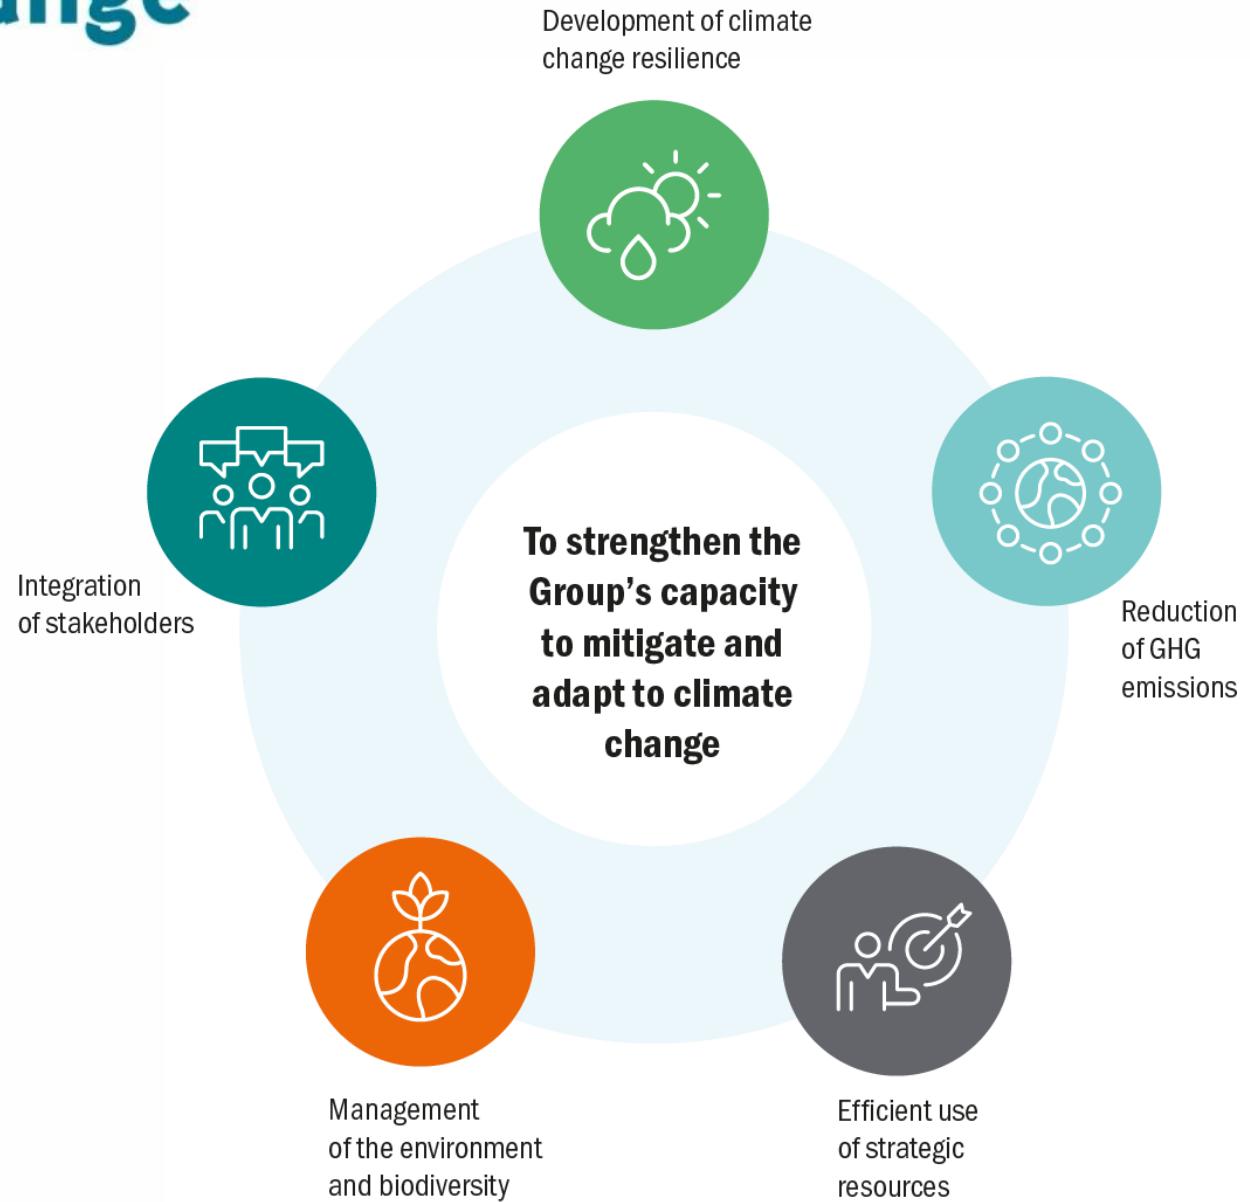 Development of climate
change resilience
Integration
of stakeholders
To strengthen the
Group’s capacity
to mitigate and
adapt to climate
change
Reduction
of GHG
emissions
Management
of the environment
and biodiversity
Efficient use
of strategic
resources